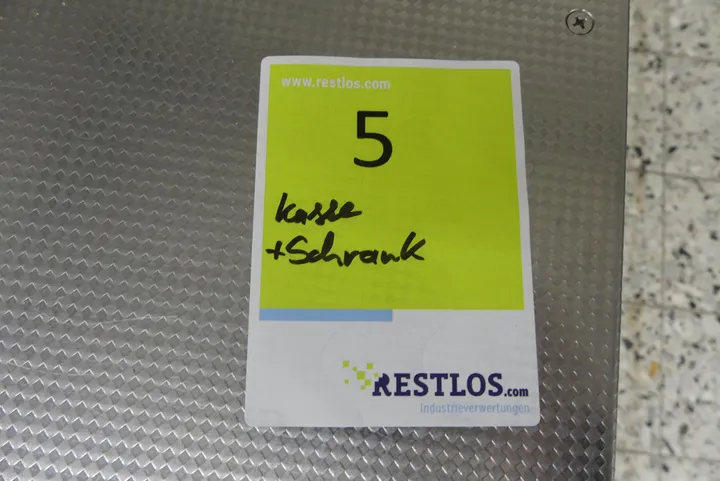 www.restlos.com
5
Kasse
+Schrank
RESTLOS.com
industrieverwertungen